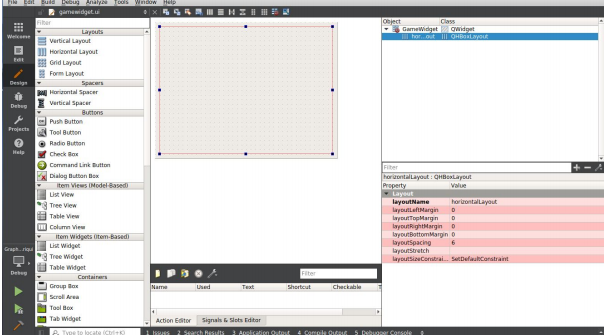 File Edit Build Debug Analyze Tools Window Help
gamewidget.ui
Filter
Layouts
Vertical Layout
Horizontal Layout
Grid Layout
Form Layout
Spacers
Horizontal Spacer
Vertical Spacer
Buttons
Push Button
Tool Button
Radio Button
Check Box
Command Link Button
Dialog Button Box
Item Views (Model-Based)
List View
Tree View
Table View
Column View
Item Widgets (Item-Based)
List Widget
Tree Widget
Table Widget
Containers
Group Box
Scroll Area
Tool Box
Tab Widget
Welcome
Edit
Design
Debug
Projects
Help
Debug
Object Class
GameWidget QWidget
hor...out QHBoxLayout
Filter
horizontalLayout : QHBoxLayout
Property Value
Layout
layoutName horizontalLayout
layoutLeftMargin 0
layoutTopMargin 0
layoutRightMargin 0
layoutBottomMargin 0
layoutSpacing 6
layoutStretch
layoutSizeConstrai... SetDefaultConstraint
Filter
Name Used Text Shortcut Checkable T
Action Editor Signals & Slots Editor
Type to locate (Ctrl+K) 1 Issues 2 Search Results 3 Application Output 4 Compile Output 5 Debugger Console